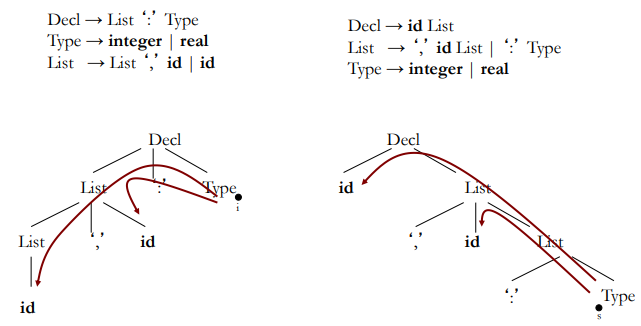 Decl → List ‘:’ Type
Type → integer | real
List → List ‘,’ id | id
Decl → id List
List → ‘,’ id List | ‘:’ Type
Type → integer | real
Decl
List ‘:’ Type
i
List ‘,’ id
id
Decl
id List
‘,’ id List
‘:’ Type
s